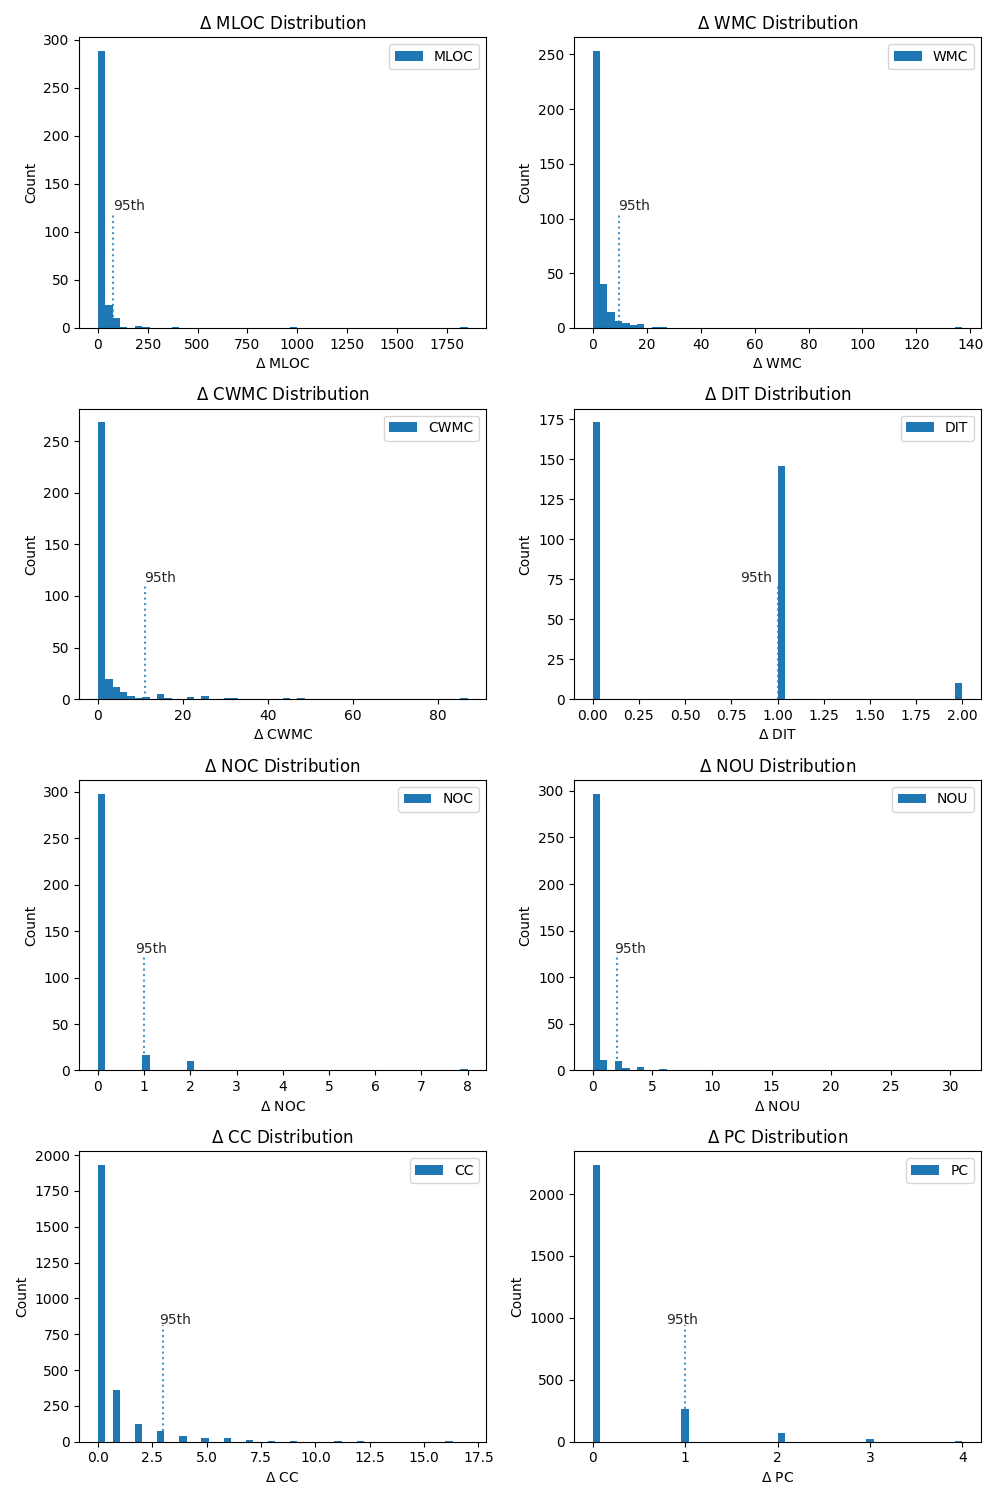 Δ MLOC Distribution
300
250
200
150
100
50
0
Count
MLOC
95th
0 250 500 750 1000 1250 1500 1750
Δ MLOC
Δ WMC Distribution
250
200
150
100
50
0
Count
WMC
95th
0 20 40 60 80 100 120 140
Δ WMC
Δ CWMC Distribution
250
200
150
100
50
0
Count
CWMC
95th
0 20 40 60 80
Δ CWMC
Δ DIT Distribution
175
150
125
100
75
50
25
0
Count
DIT
95th
0.00 0.25 0.50 0.75 1.00 1.25 1.50 1.75 2.00
Δ DIT
Δ NOC Distribution
300
250
200
150
100
50
0
Count
NOC
95th
0 1 2 3 4 5 6 7 8
Δ NOC
Δ NOU Distribution
300
250
200
150
100
50
0
Count
NOU
95th
0 5 10 15 20 25 30
Δ NOU
Δ CC Distribution
2000
1750
1500
1250
1000
750
500
250
0
Count
CC
95th
0.0 2.5 5.0 7.5 10.0 12.5 15.0 17.5
Δ CC
Δ PC Distribution
2000
1500
1000
500
0
Count
PC
95th
0 1 2 3 4
Δ PC